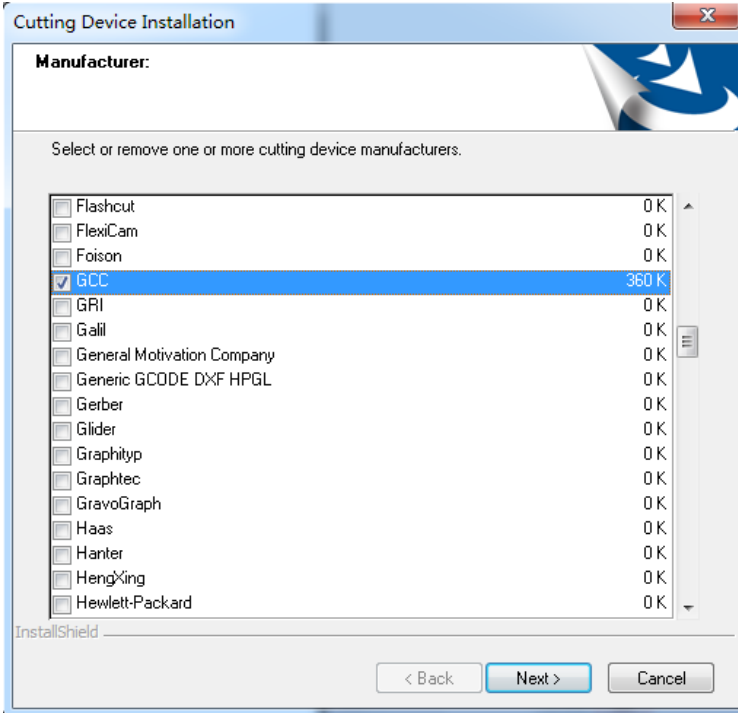 Cutting Device Installation
Manufacturer:
Select or remove one or more cutting device manufacturers.
Flashcut 0 K
FlexiCam 0 K
Foison 0 K
GCC 360 K
GRI 0 K
Galil 0 K
General Motivation Company 0 K
Generic GCODE DXF HPGL 0 K
Gerber 0 K
Glider 0 K
Graphityp 0 K
Graphtec 0 K
GravoGraph 0 K
Haas 0 K
Hanter 0 K
HengXing 0 K
Hewlett-Packard 0 K
InstallShield
< Back Next > Cancel